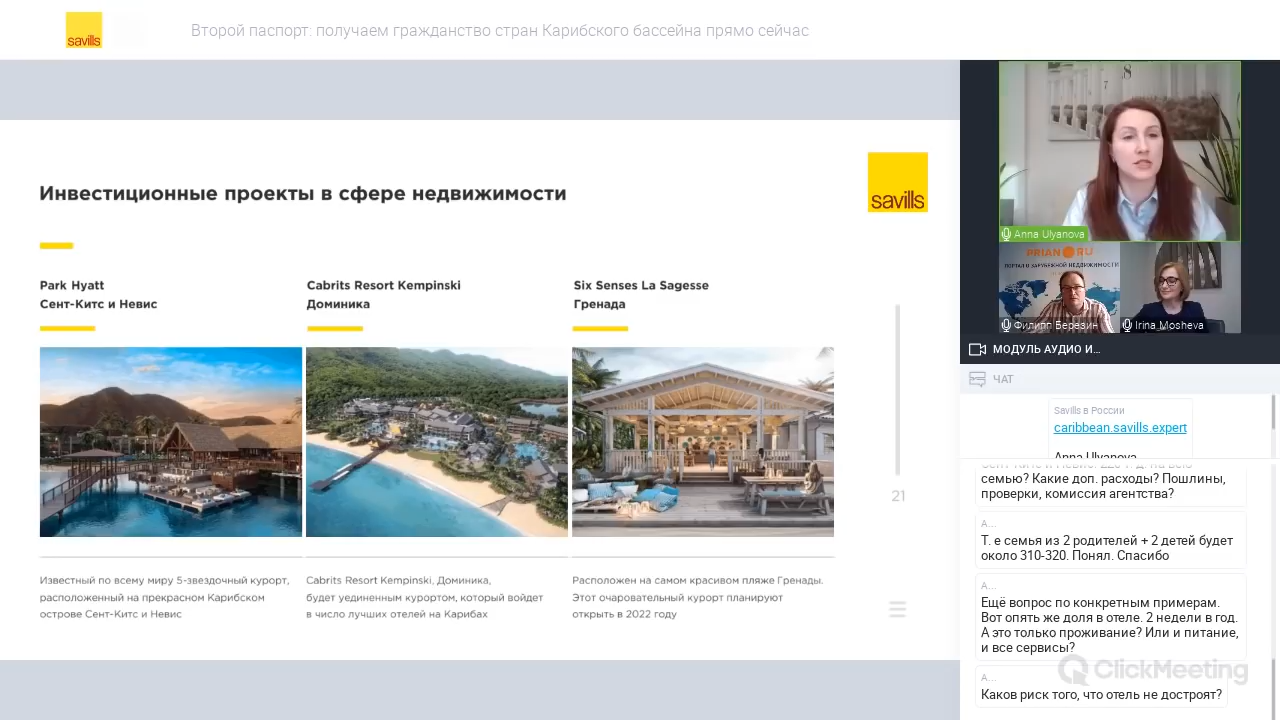 savills
Второй паспорт: получаем гражданство стран Карибского бассейна прямо сейчас
savills
Инвестиционные проекты в сфере недвижимости
Park Hyatt
Сент-Китс и Невис
Cabrits Resort Kempinski
Доминика
Six Senses La Sagesse
Гренада
21
Известный по всему миру 5-звездочный курорт,
расположенный на прекрасном Карибском
острове Сент-Китс и Невис
Cabrits Resort Kempinski, Доминика,
будет уединенным курортом, который войдет
в число лучших отелей на Карибах
Расположен на самом красивом пляже Гренады.
Этот очаровательный курорт планируют
открыть в 2022 году
Anna Ulyanova
PRIAN RU
ПОРТАЛ О ЗАРУБЕЖНОЙ НЕДВИЖИМОСТИ
Филипп Березин
Irina Mosheva
МОДУЛЬ АУДИО И...
ЧАТ
Savills в России
caribbean.savills.expert
Anna Ulyanova
семью? Какие доп. расходы? Пошлины,
проверки, комиссия агентства?
А...
Т. е семья из 2 родителей + 2 детей будет
около 310-320. Понял. Спасибо
А...
Ещё вопрос по конкретным примерам.
Вот опять же доля в отеле. 2 недели в год.
А это только проживание? Или и питание,
и все сервисы?
А...
Каков риск того, что отель не достроят?
ClickMeeting